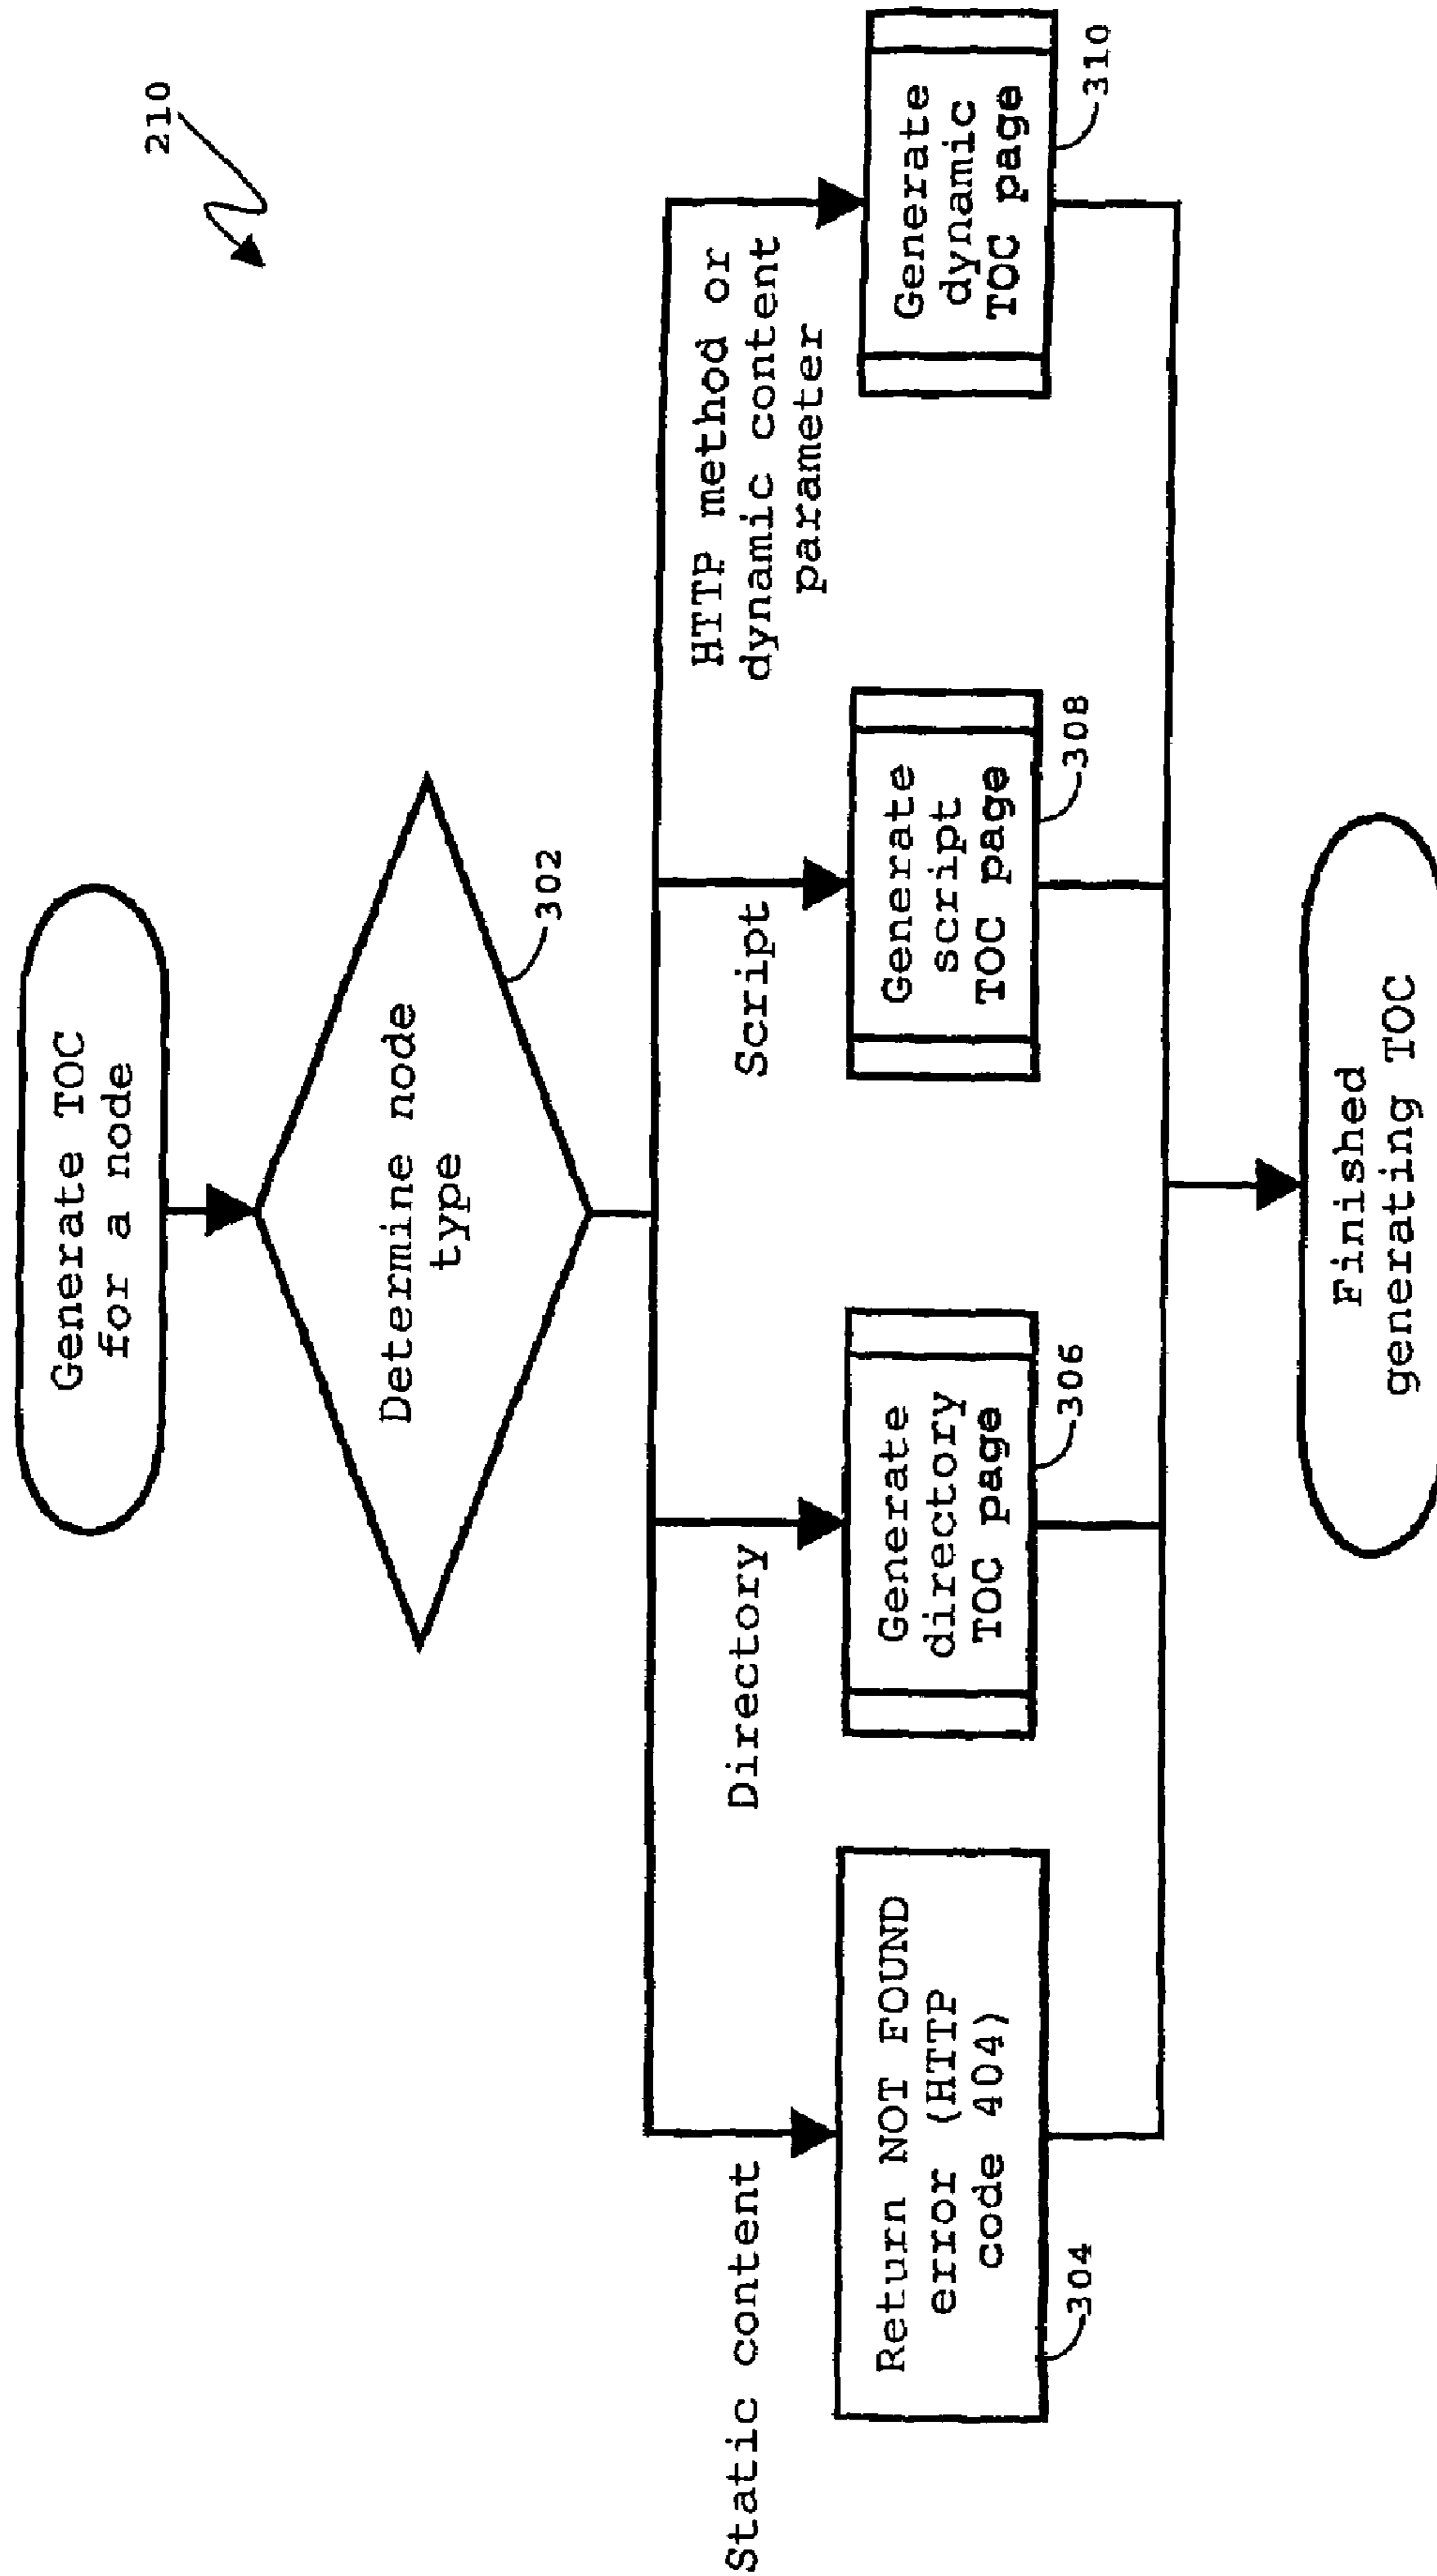 210
Generate TOC
for a node
Determine node
type
302
Static content
Directory
Script
HTTP method or
dynamic content
parameter
Return NOT FOUND
error (HTTP
code 404)
304
Generate
directory
TOC page
306
Generate
script
TOC page
308
Generate
dynamic
TOC page
310
Finished
generating TOC